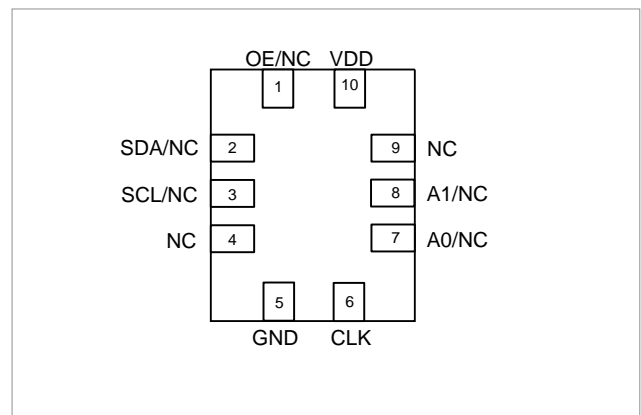 OE/NC VDD
1 10
SDA/NC 2 9 NC
SCL/NC 3 8 A1/NC
NC 4 7 A0/NC
5 6
GND CLK